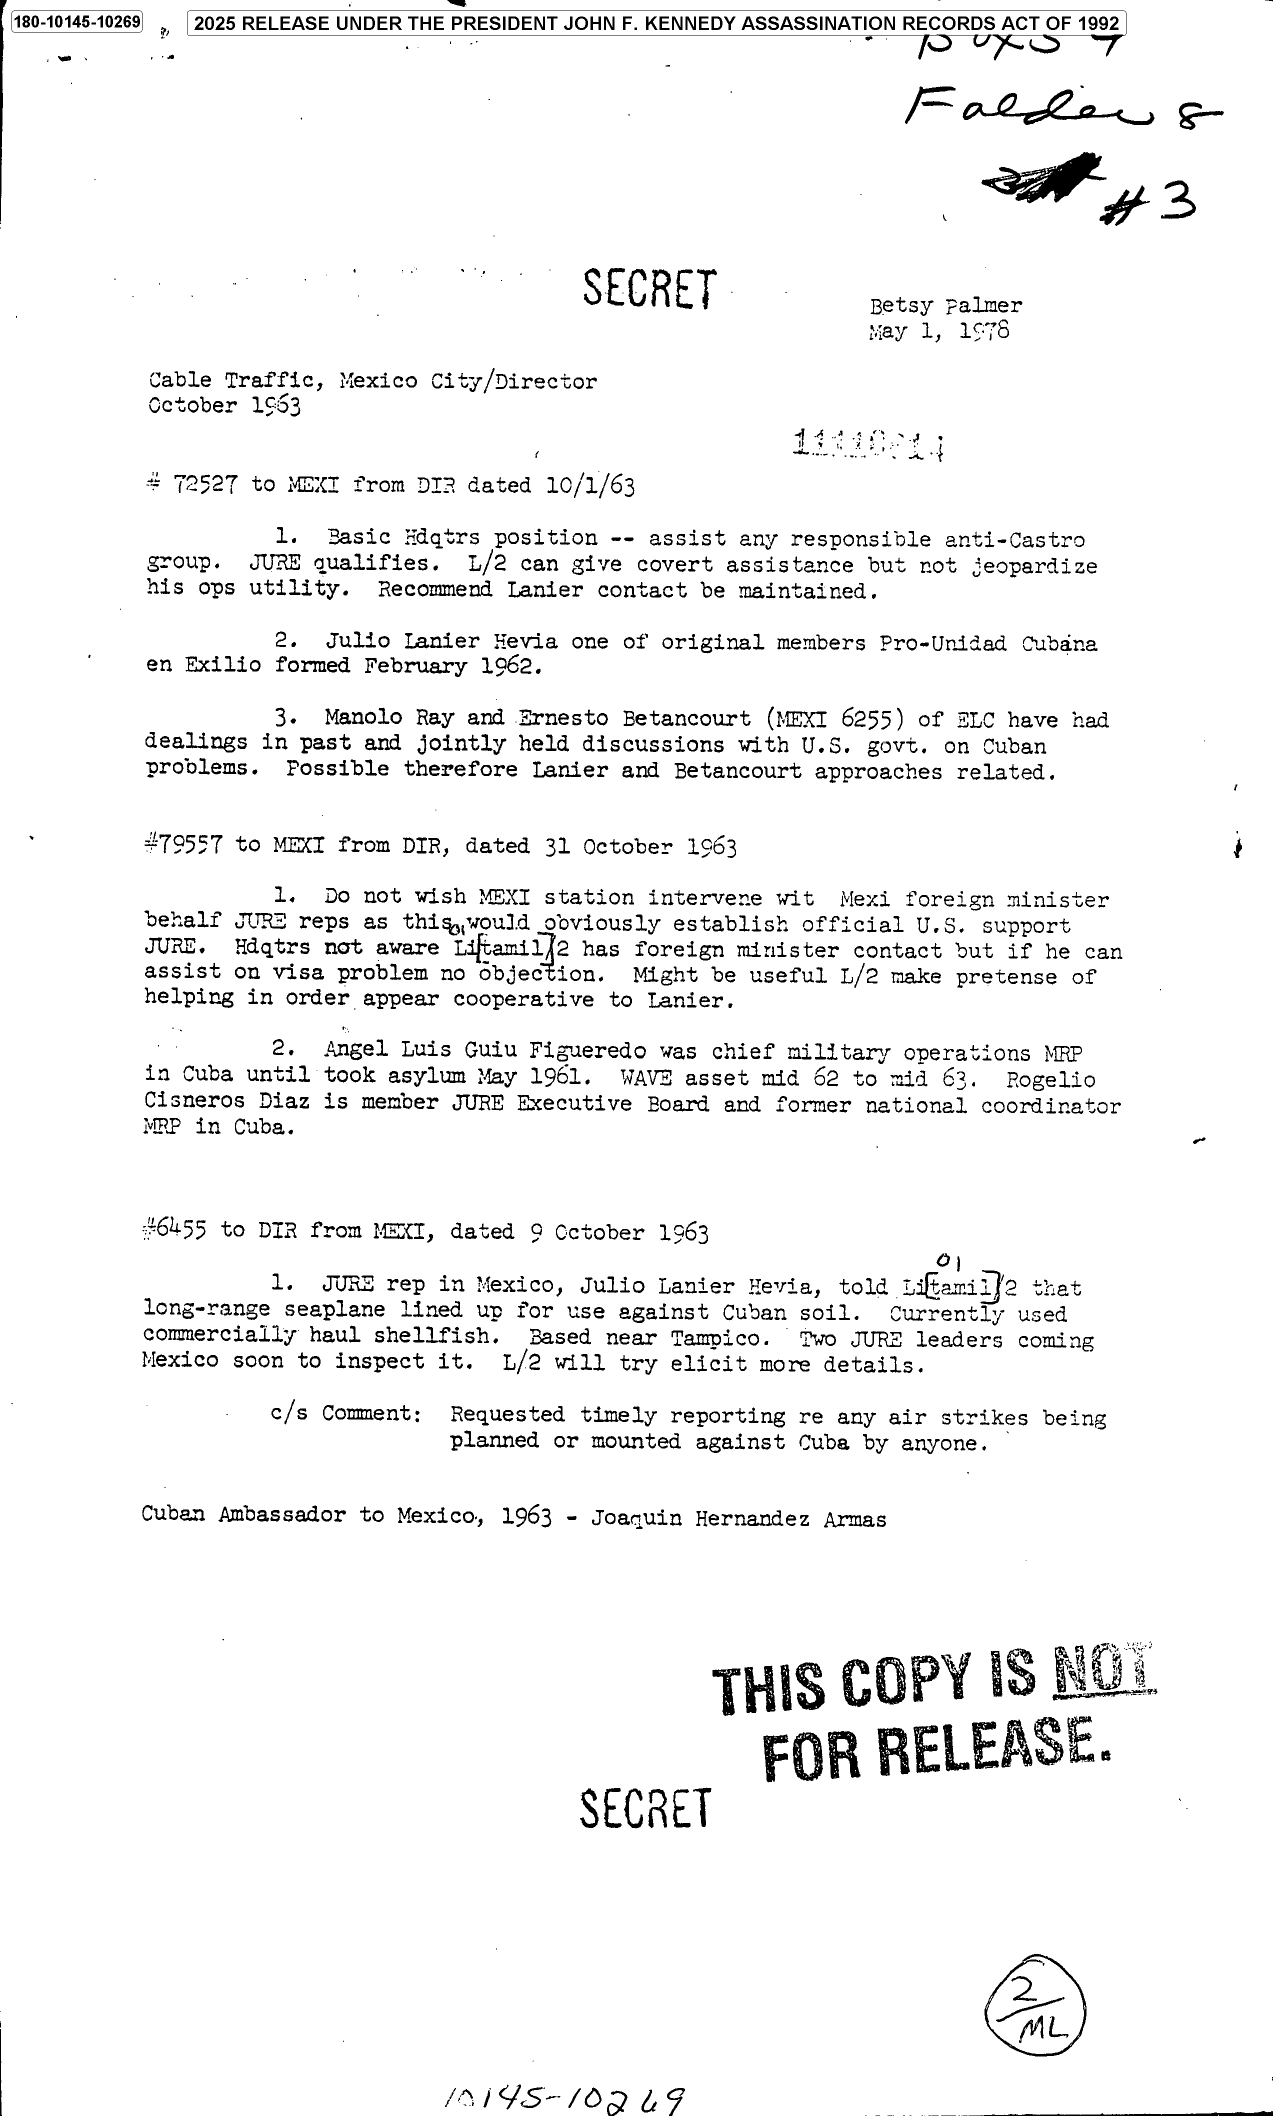 180-10145-10269
2025 RELEASE UNDER THE PRESIDENT JOHN F. KENNEDY ASSASSINATION RECORDS ACT OF 1992
Folder 8
#3
SECRET
Betsy Palmer
May 1, 1978
Cable Traffic, Mexico City/Director
October 1963
# 72527 to MEXI from DIR dated 10/1/63
1. Basic Hdqtrs position -- assist any responsible anti-Castro
group. JURE qualifies. L/2 can give covert assistance but not jeopardize
his ops utility. Recommend Lanier contact be maintained.
2. Julio Lanier Hevia one of original members Pro-Unidad Cubana
en Exilio formed February 1962.
3. Manolo Ray and Ernesto Betancourt (MEXI 6255) of ELC have had
dealings in past and jointly held discussions with U.S. govt. on Cuban
problems. Possible therefore Lanier and Betancourt approaches related.
#79557 to MEXI from DIR, dated 31 October 1963
1. Do not wish MEXI station intervene wit Mexi foreign minister
behalf JURE reps as this would obviously establish official U.S. support
01
JURE. Hdqtrs not aware Li[tamil]/2 has foreign minister contact but if he can
assist on visa problem no objection. Might be useful L/2 make pretense of
helping in order appear cooperative to Lanier.
2. Angel Luis Guiu Figueredo was chief military operations MRP
in Cuba until took asylum May 1961. WAVE asset mid 62 to mid 63. Rogelio
Cisneros Diaz is member JURE Executive Board and former national coordinator
MRP in Cuba.
#6455 to DIR from MEXI, dated 9 October 1963
01
1. JURE rep in Mexico, Julio Lanier Hevia, told Li[tamil]/2 that
long-range seaplane lined up for use against Cuban soil. Currently used
commercially haul shellfish. Based near Tampico. Two JURE leaders coming
Mexico soon to inspect it. L/2 will try elicit more details.
c/s Comment: Requested timely reporting re any air strikes being
planned or mounted against Cuba by anyone.
Cuban Ambassador to Mexico, 1963 - Joaquin Hernandez Armas
THIS COPY IS NOT
FOR RELEASE.
SECRET
2
ML
10145-10269